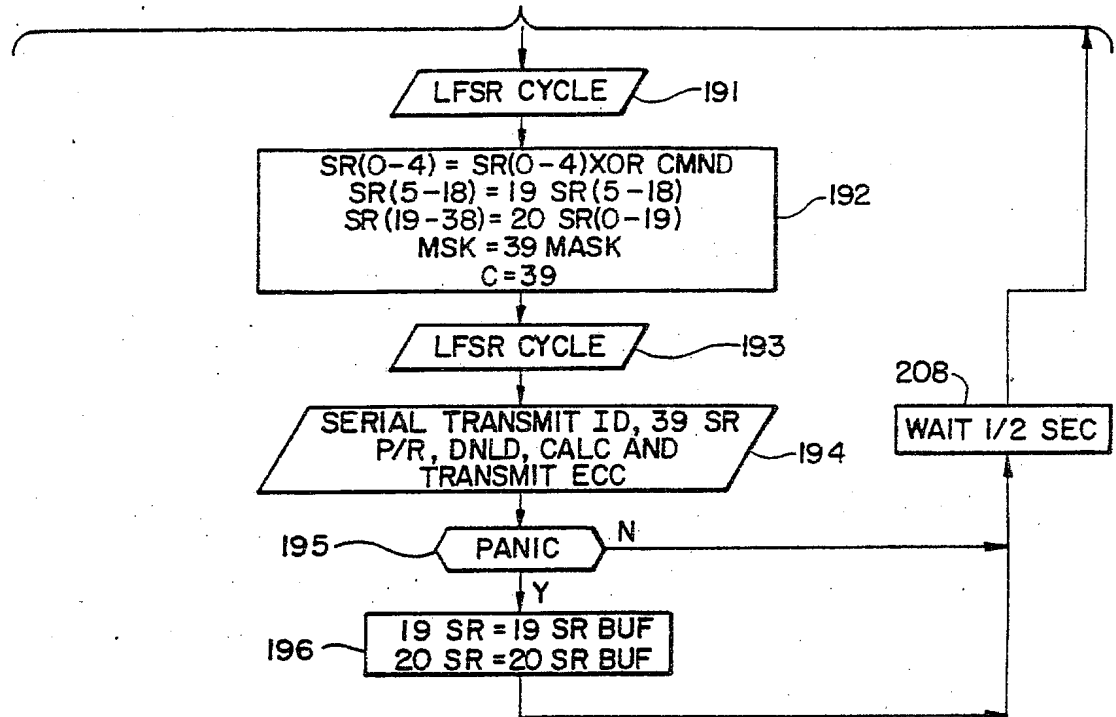 LFSR CYCLE
191
SR(0-4) = SR(0-4)XOR CMND
SR(5-18) = 19 SR(5-18)
SR(19-38) = 20 SR(0-19)
MSK = 39 MASK
C = 39
192
LFSR CYCLE
193
208
WAIT 1/2 SEC
SERIAL TRANSMIT ID, 39 SR
P/R, DNLD, CALC AND
TRANSMIT ECC
194
195
PANIC
N
Y
196
19 SR = 19 SR BUF
20 SR = 20 SR BUF